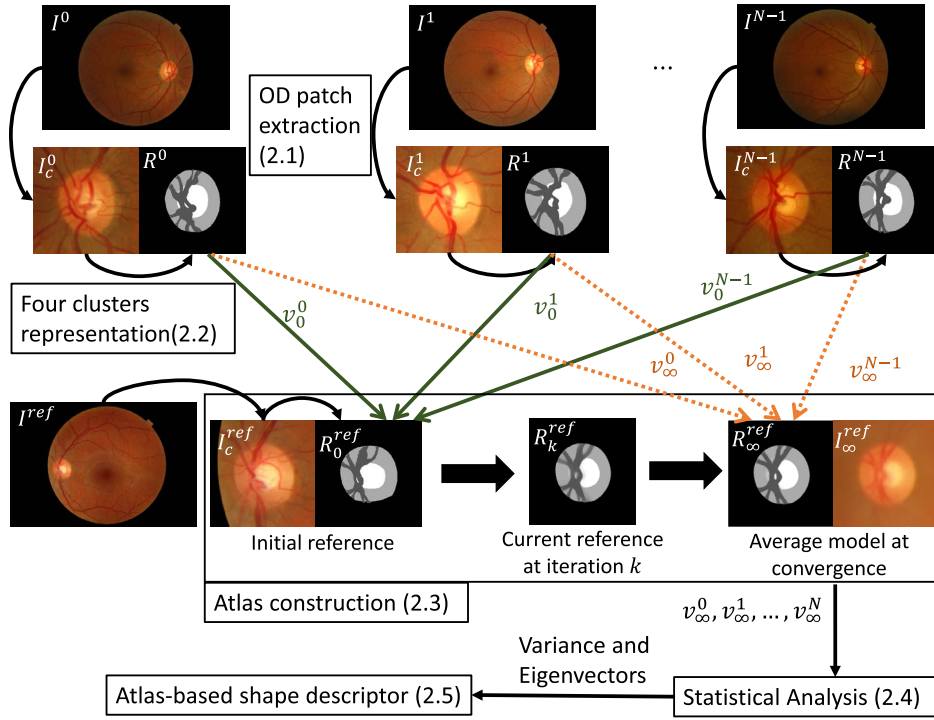 I^0
I^1
I^{N-1}
...
OD patch
extraction
(2.1)
I_c^0
R^0
I_c^1
R^1
I_c^{N-1}
R^{N-1}
Four clusters
representation(2.2)
v_0^0
v_0^1
v_0^{N-1}
v_∞^0
v_∞^1
v_∞^{N-1}
I^{ref}
I_c^{ref}
R_0^{ref}
R_k^{ref}
R_∞^{ref}
I_∞^{ref}
Initial reference
Current reference
at iteration k
Average model at
convergence
Atlas construction (2.3)
v_∞^0, v_∞^1, ... , v_∞^N
Variance and
Eigenvectors
Atlas-based shape descriptor (2.5)
Statistical Analysis (2.4)